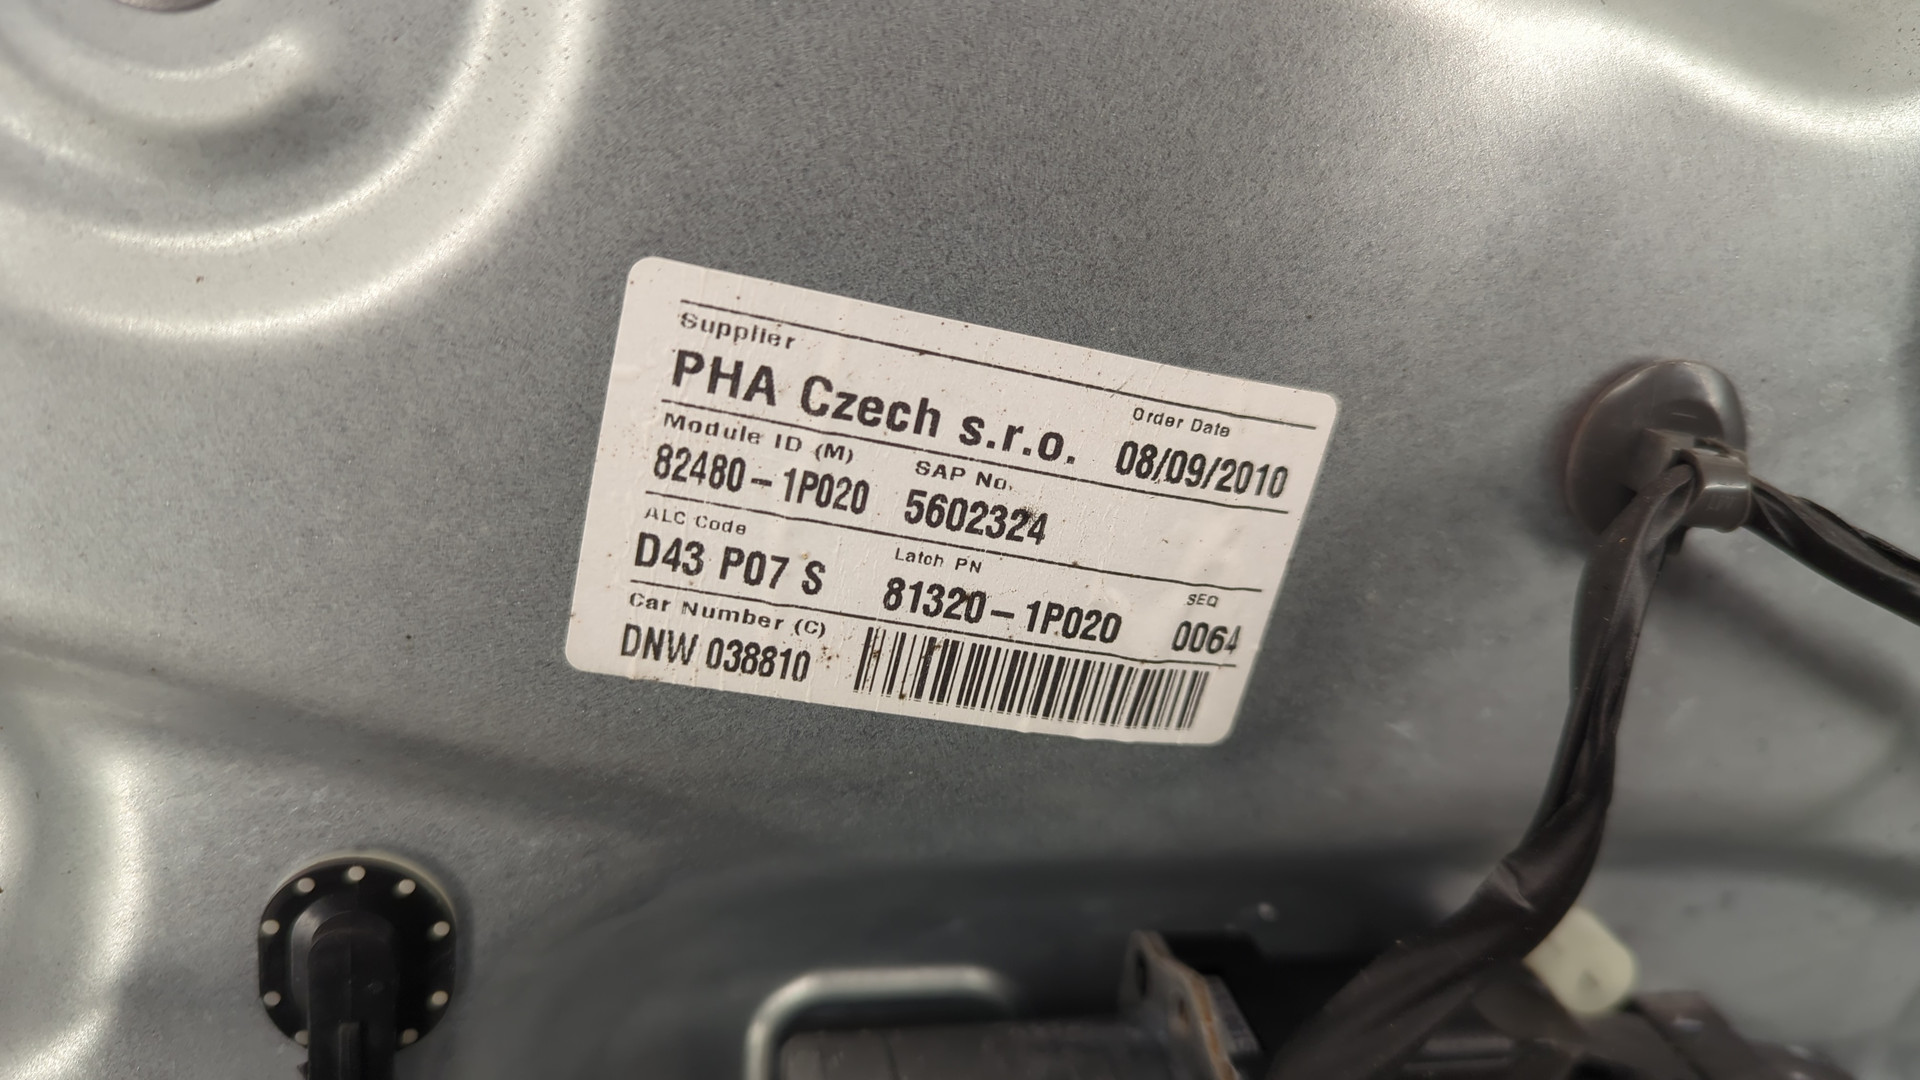 Supplier
PHA Czech s.r.o.
Order Date
08/09/2010
Module ID (M)
82480-1P020
SAP No.
5602324
ALC Code
D43 P07 S
Latch PN
81320-1P020
SEQ
0064
Car Number (C)
DNW 038810